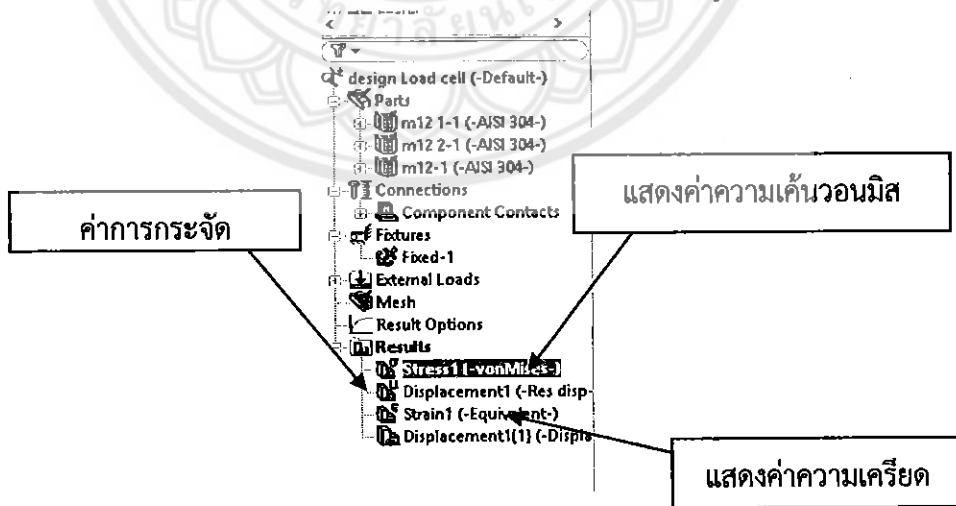 design Load cell (-Default-)
Parts
m12 1-1 (-AISI 304-)
m12 2-1 (-AISI 304-)
m12-1 (-AISI 304-)
Connections
Component Contacts
Fixtures
Fixed-1
External Loads
Mesh
Result Options
Results
Stress1 (-vonMises-)
Displacement1 (-Res disp-
Strain1 (-Equivalent-)
Displacement1{1} (-Displa
ค่าการกระจัด
แสดงค่าความเค้นวอนมิส
แสดงค่าความเครียด